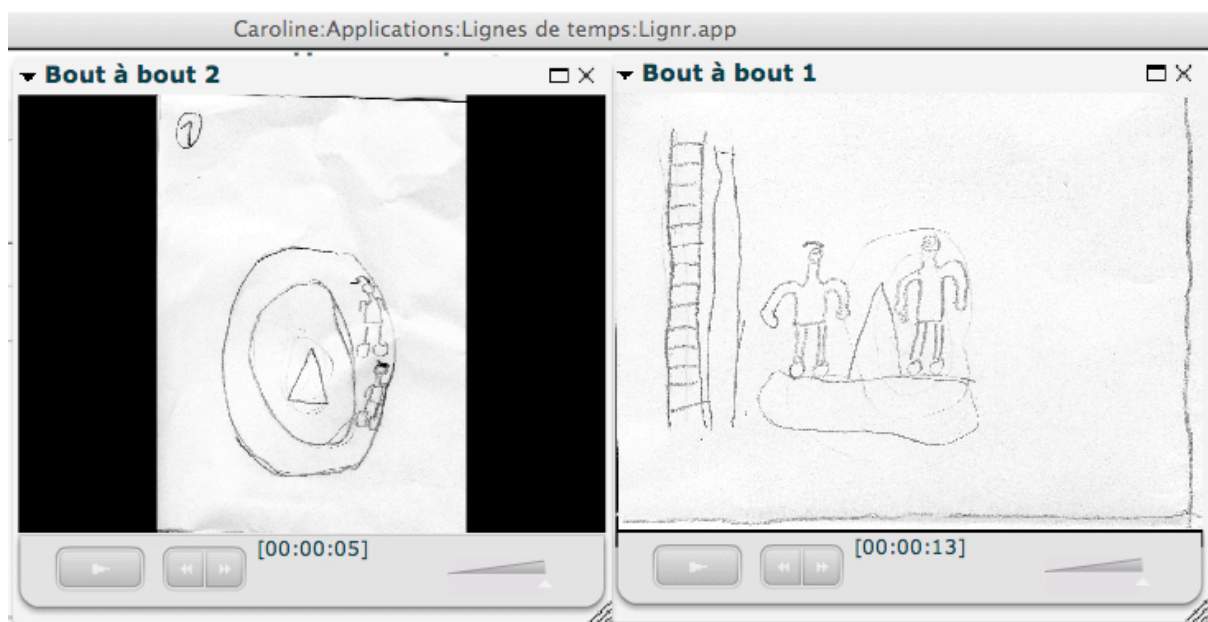 Caroline:Applications:Lignes de temps:Lignr.app
Bout à bout 2
Bout à bout 1
[00:00:05]
[00:00:13]